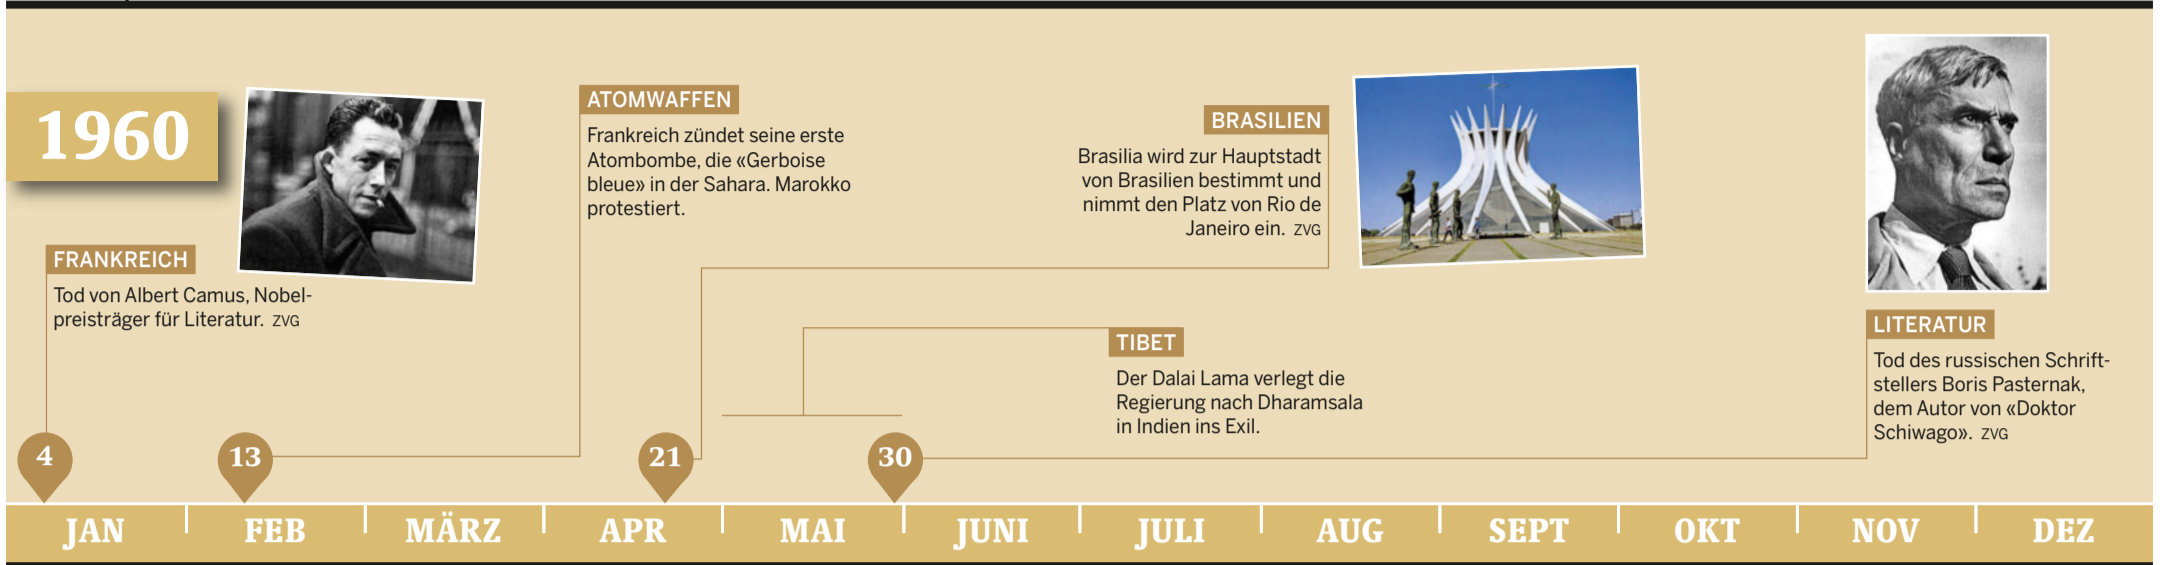 1960
FRANKREICH
Tod von Albert Camus, Nobel-
preisträger für Literatur. ZVG
ATOMWAFFEN
Frankreich zündet seine erste
Atombombe, die «Gerboise
bleue» in der Sahara. Marokko
protestiert.
BRASILIEN
Brasilia wird zur Hauptstadt
von Brasilien bestimmt und
nimmt den Platz von Rio de
Janeiro ein. ZVG
TIBET
Der Dalai Lama verlegt die
Regierung nach Dharamsala
in Indien ins Exil.
LITERATUR
Tod des russischen Schrift-
stellers Boris Pasternak,
dem Autor von «Doktor
Schiwago». ZVG
4 13 21 30
JAN FEB MÄRZ APR MAI JUNI JULI AUG SEPT OKT NOV DEZ